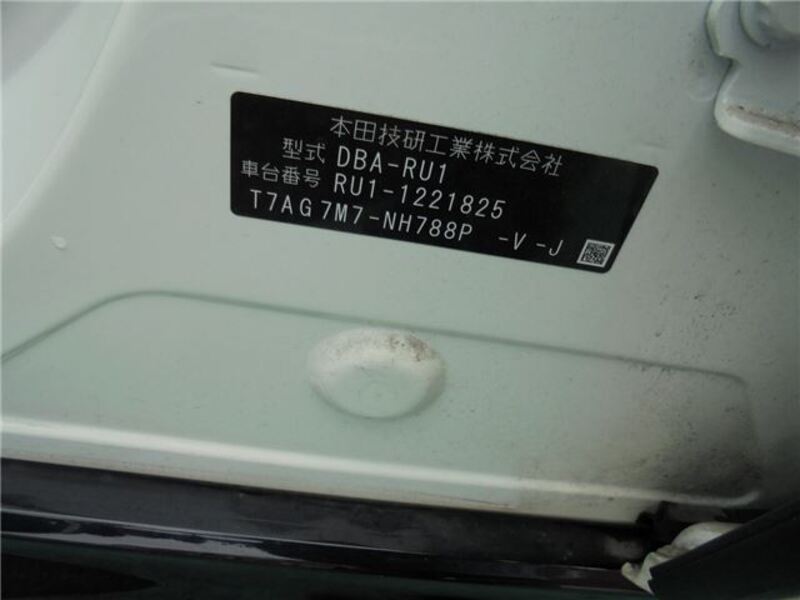 本田技研工業株式会社
型式 DBA-RU1
車台番号 RU1-1221825
T7AG7M7-NH788P -V-J